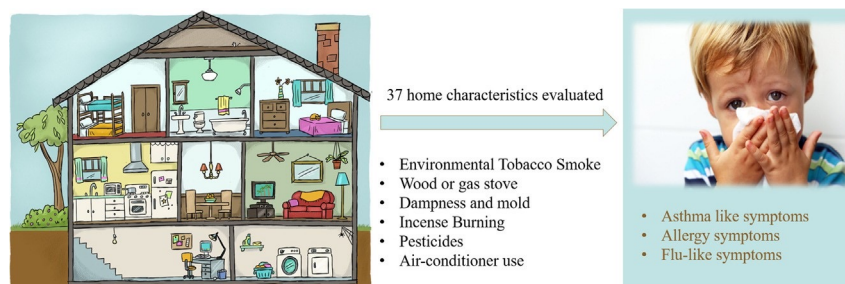 37 home characteristics evaluated
• Environmental Tobacco Smoke
• Wood or gas stove
• Dampness and mold
• Incense Burning
• Pesticides
• Air-conditioner use
• Asthma like symptoms
• Allergy symptoms
• Flu-like symptoms